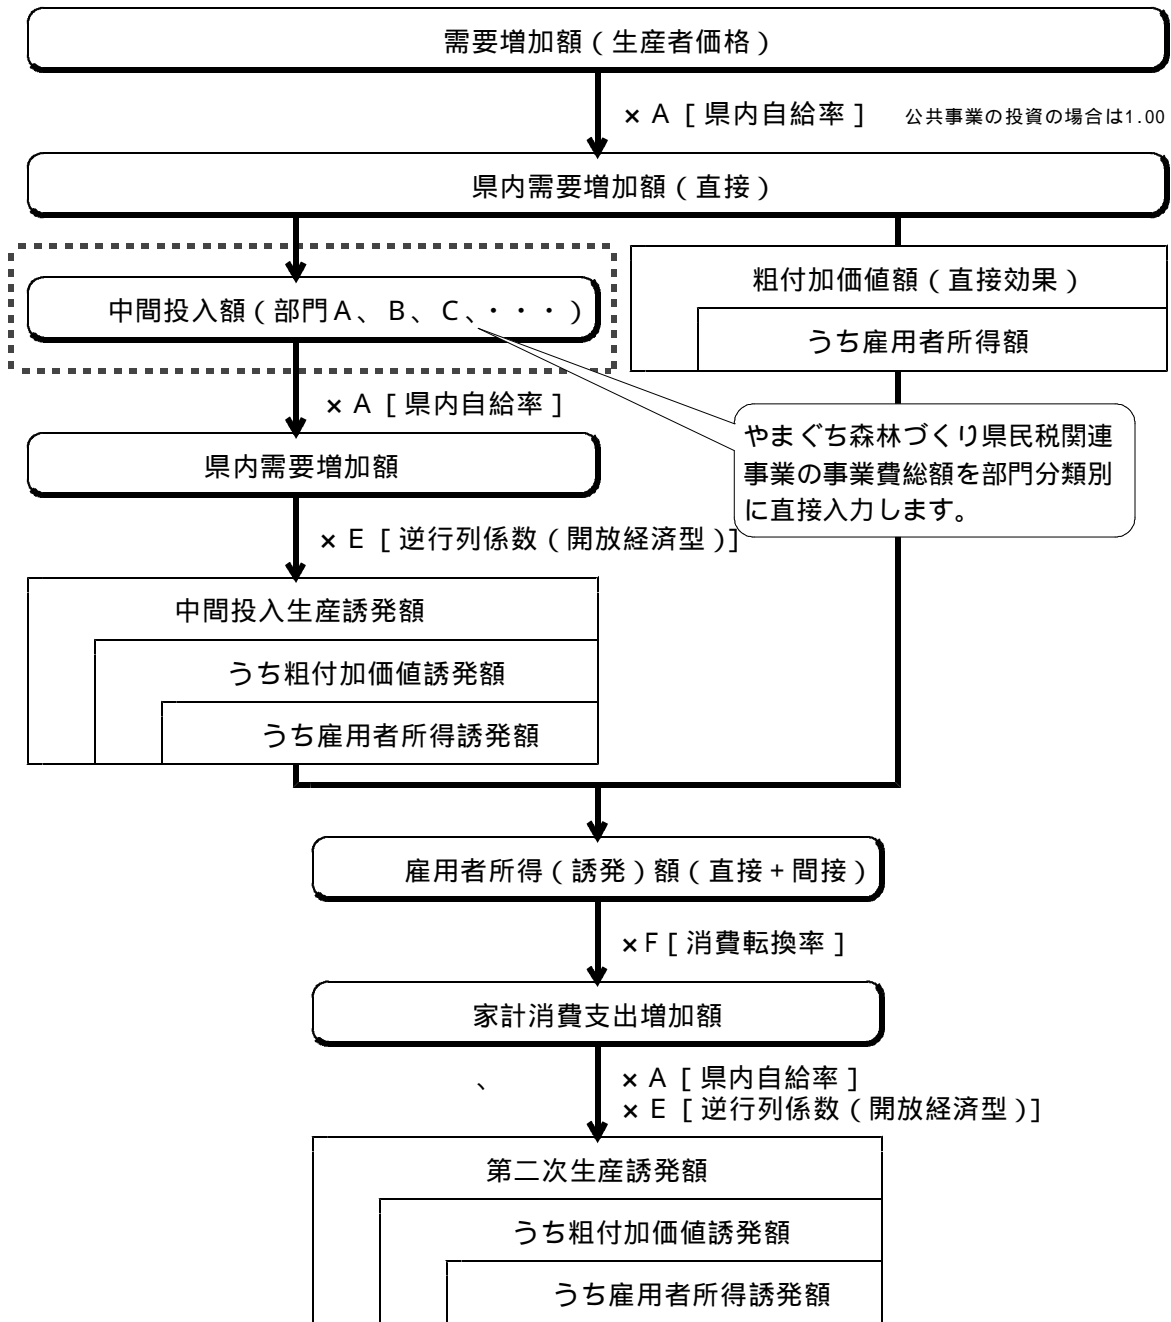 需要増加額（生産者価格）
× A [ 県内自給率 ]
公共事業の投資の場合は1.00
県内需要増加額（直接）
中間投入額（部門A、B、C、・・・）
粗付加価値額（直接効果）
うち雇用者所得額
× A [ 県内自給率 ]
やまぐち森林づくり県民税関連
事業の事業費総額を部門分類別
に直接入力します。
県内需要増加額
× E [ 逆行列係数（開放経済型）]
中間投入生産誘発額
うち粗付加価値誘発額
うち雇用者所得誘発額
雇用者所得（誘発）額（直接+間接）
× F [ 消費転換率 ]
家計消費支出増加額
、
× A [ 県内自給率 ]
× E [ 逆行列係数（開放経済型）]
第二次生産誘発額
うち粗付加価値誘発額
うち雇用者所得誘発額